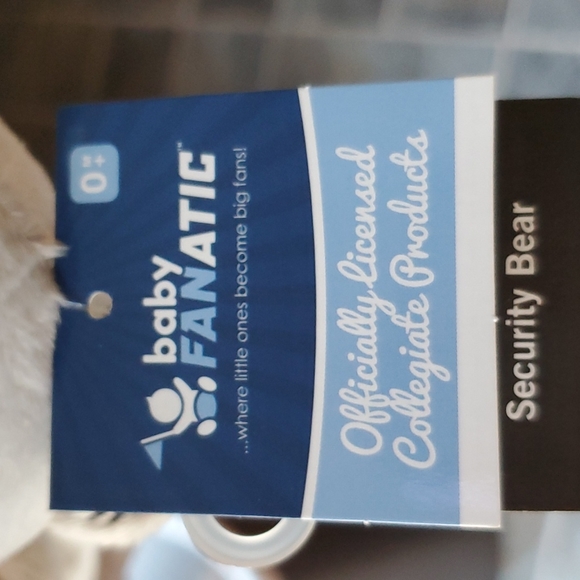 0+ M
baby
FANATIC™
...where little ones become big fans!
Officially Licensed
Collegiate Products
Security Bear